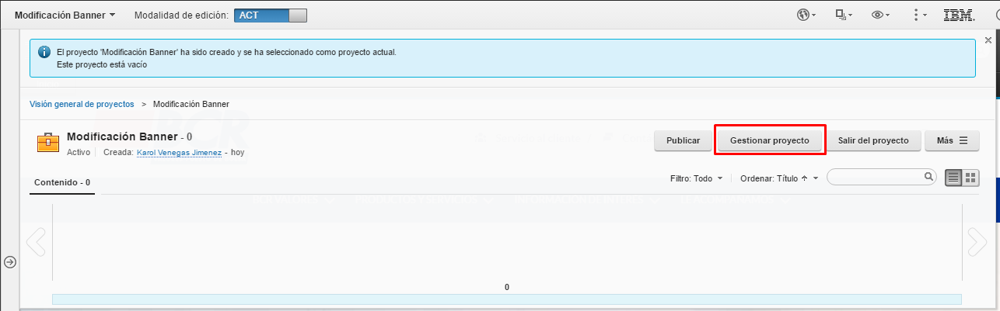 Modificación Banner Modalidad de edición: ACT IBM.
El proyecto 'Modificación Banner' ha sido creado y se ha seleccionado como proyecto actual.
Este proyecto está vacío
Visión general de proyectos > Modificación Banner
Modificación Banner - 0
Activo Creada: Karol Venegas Jimenez - hoy
Publicar Gestionar proyecto Salir del proyecto Más
Contenido - 0
Filtro: Todo Ordenar: Título
0